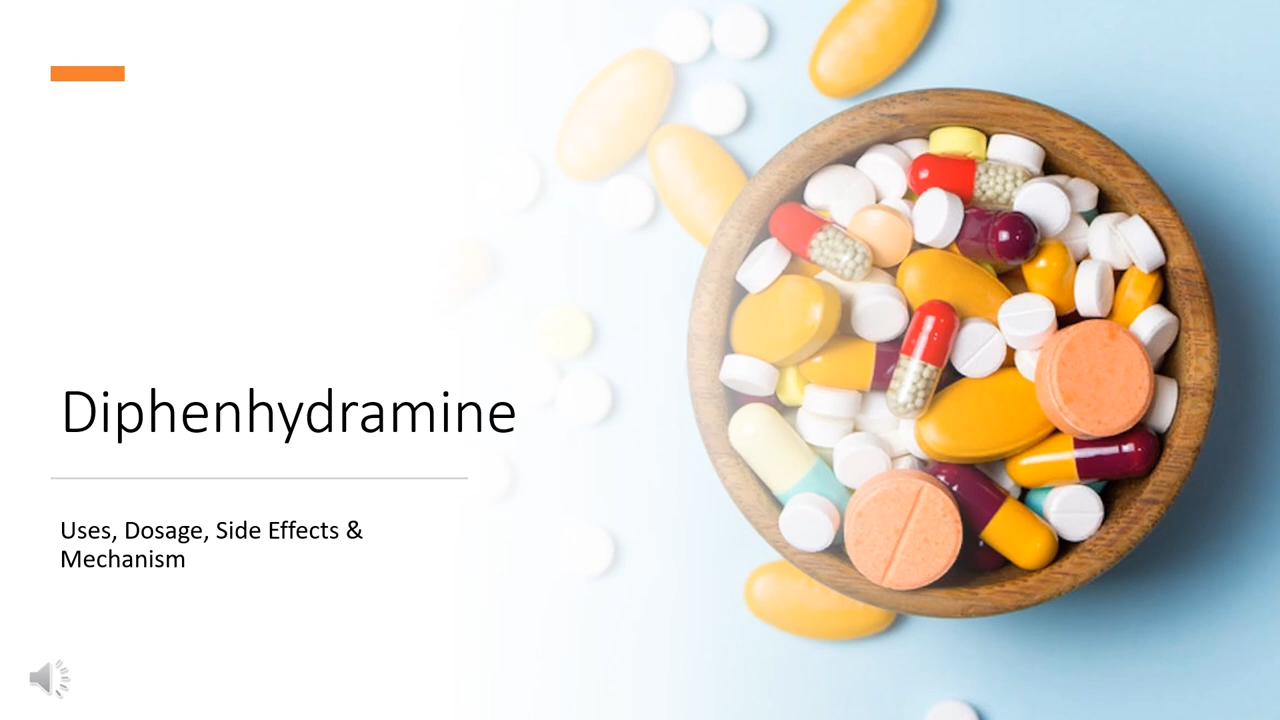 Diphenhydramine
Uses, Dosage, Side Effects &
Mechanism